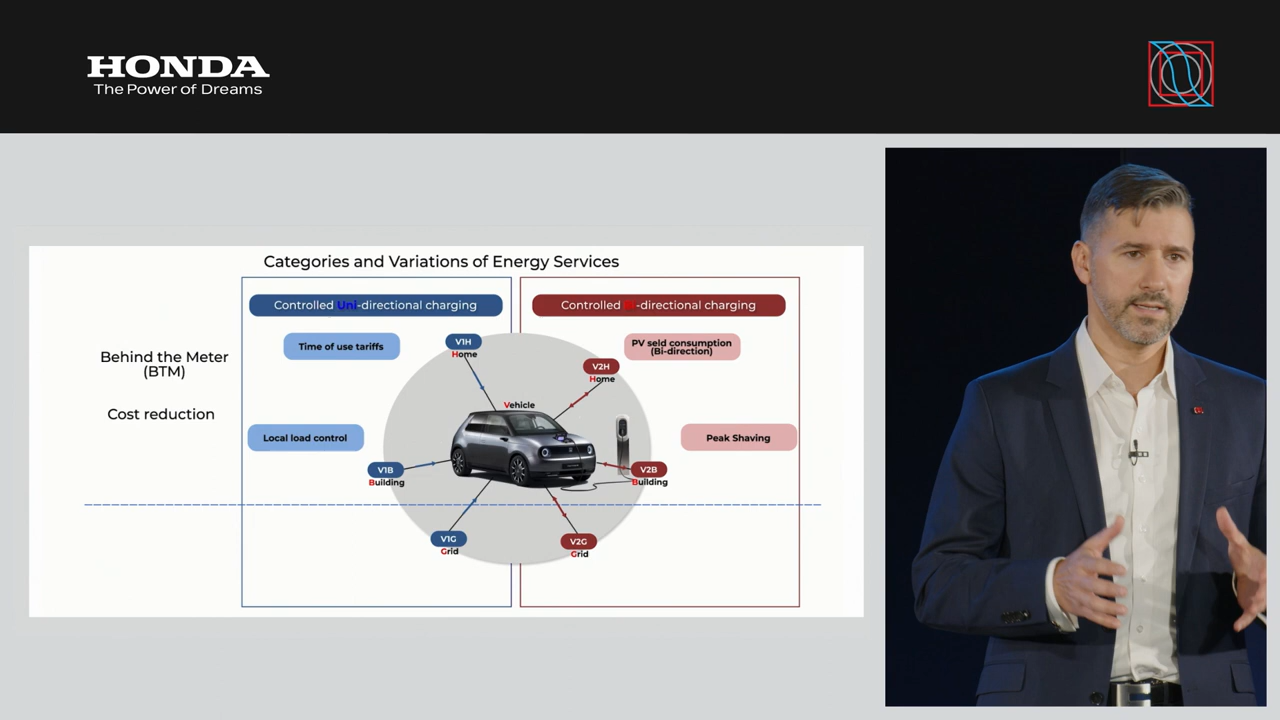 HONDA
The Power of Dreams
Categories and Variations of Energy Services
Controlled Uni-directional charging
Controlled Bi-directional charging
Time of use tariffs
V1H
Home
PV seld consumption
(Bi-direction)
V2H
Home
Behind the Meter
(BTM)
Vehicle
Cost reduction
Local load control
Peak Shaving
V1B
Building
V2B
Building
V1G
Grid
V2G
Grid